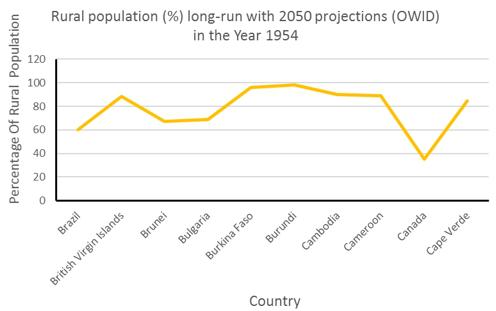 Rural population (%) long-run with 2050 projections (OWID)
in the Year 1954
Percentage Of Rural Population
120
100
80
60
40
20
0
Brazil
British Virgin Islands
Brunei
Bulgaria
Burkina Faso
Burundi
Cambodia
Cameroon
Canada
Cape Verde
Country